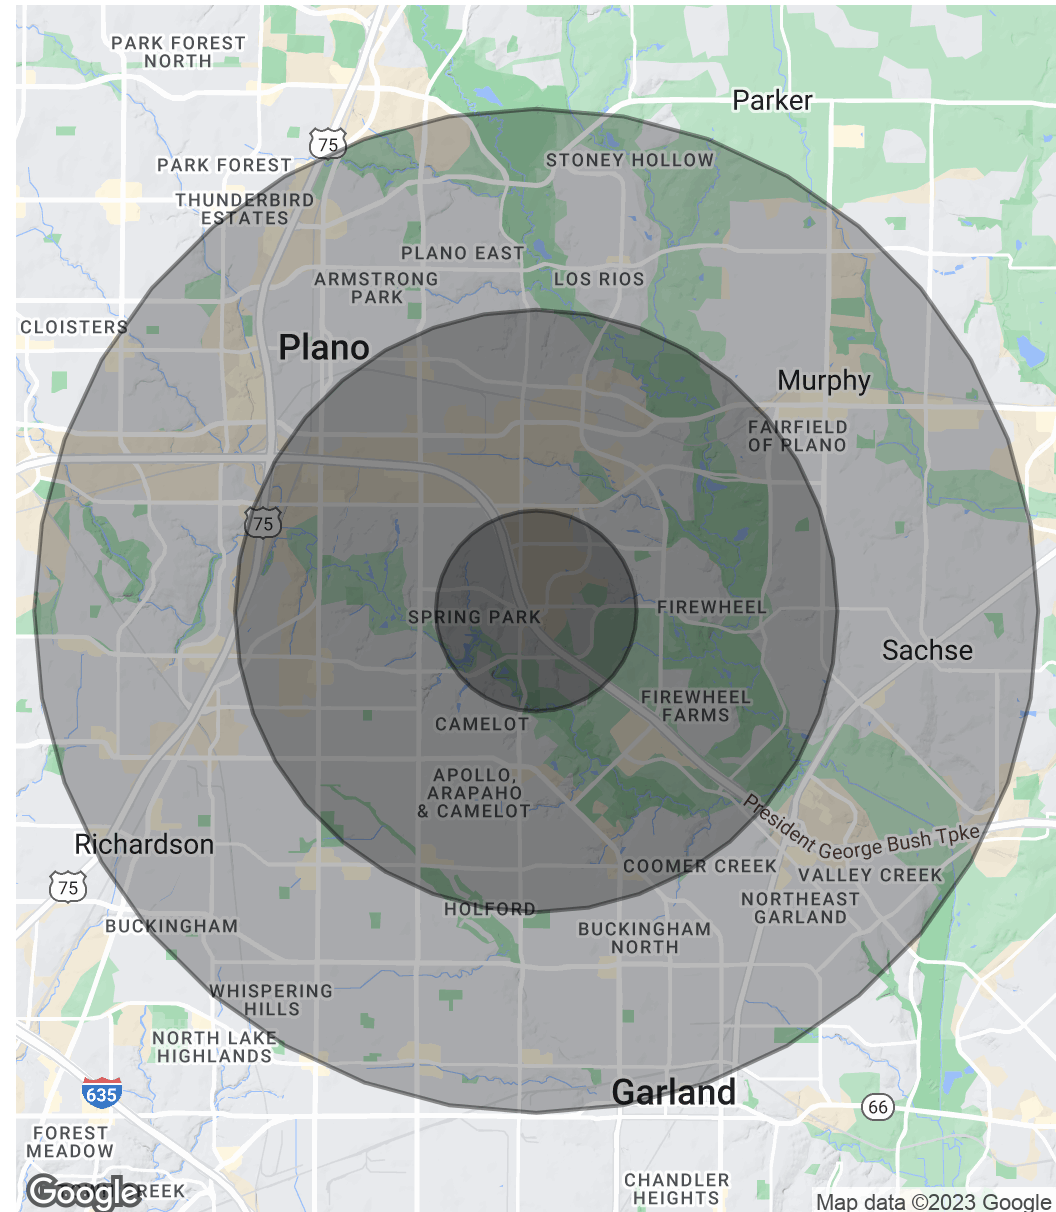 PARK FOREST
NORTH
Parker
75
PARK FOREST
STONEY HOLLOW
THUNDERBIRD
ESTATES
PLANO EAST
ARMSTRONG
PARK
LOS RIOS
CLOISTERS
Plano
Murphy
FAIRFIELD
OF PLANO
75
SPRING PARK
FIREWHEEL
Sachse
FIREWHEEL
FARMS
CAMELOT
APOLLO,
ARAPAHO
& CAMELOT
President George Bush Tpke
Richardson
COOMER CREEK
VALLEY CREEK
75
NORTHEAST
GARLAND
HOLFORD
BUCKINGHAM
BUCKINGHAM
NORTH
WHISPERING
HILLS
NORTH LAKE
HIGHLANDS
635
Garland
66
FOREST
MEADOW
CHANDLER
HEIGHTS
Google
CREEK
Map data ©2023 Google